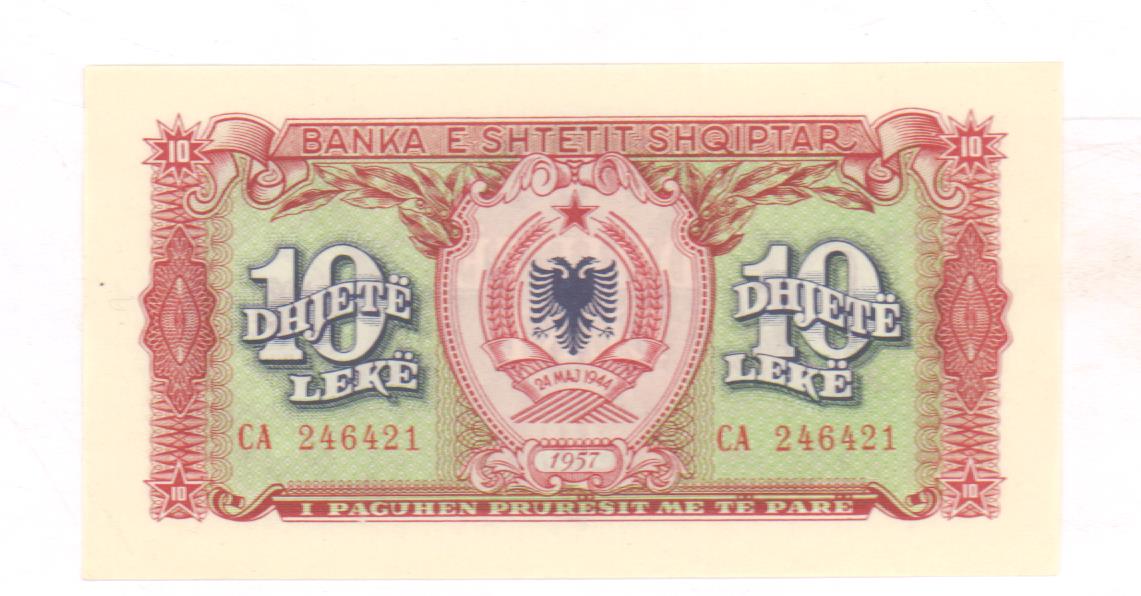 BANKA E SHTETIT SHQIPTAR
10
10
10 DHJETË LEKË
10 DHJETË LEKË
24 MAJ 1944
CA 246421
CA 246421
1957
10
10
I PAGUHEN PRURËSIT ME TË PARË